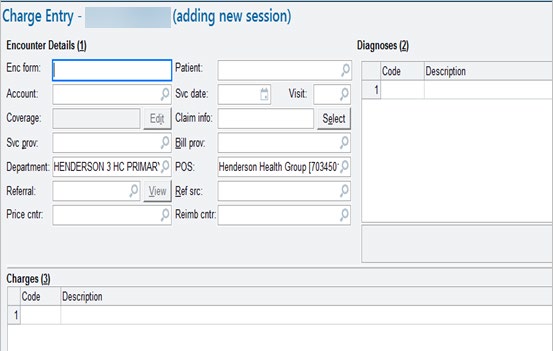 Charge Entry - (adding new session)
Encounter Details (1)
Diagnoses (2)
Enc form: Patient:
Code Description
Account: Svc date: Visit:
1
Coverage: Edit Claim info: Select
Svc prov: Bill prov:
Department: HENDERSON 3 HC PRIMARY POS: Henderson Health Group [703450
Referral: View Ref src:
Price cntr: Reimb cntr:
Charges (3)
Code Description
1